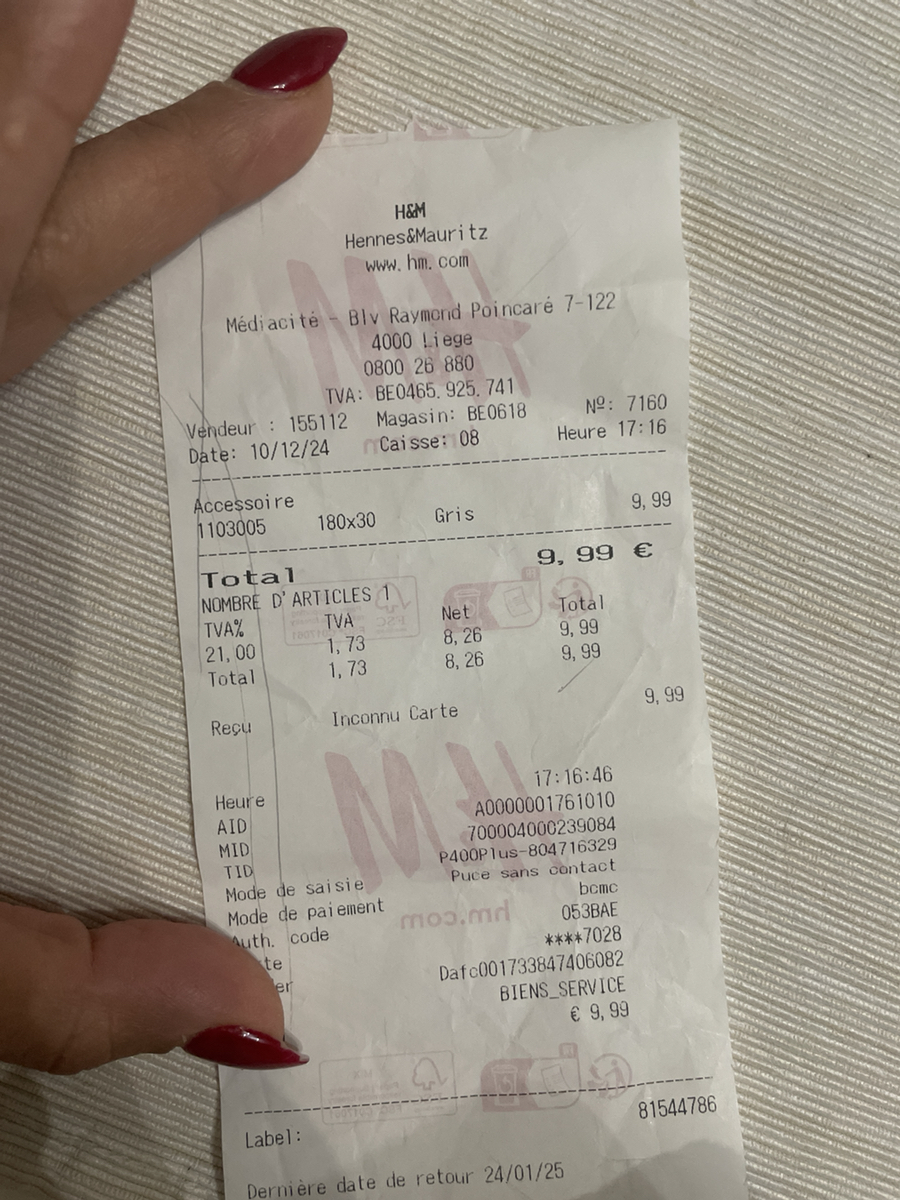 H&M
Hennes&Mauritz
www.hm.com
Médiacité - Blv Raymond Poincaré 7-122
4000 Liege
0800 26 880
TVA: BE0465.925.741
Vendeur : 155112 Magasin: BE0618 Nº: 7160
Date: 10/12/24 Caisse: 08 Heure 17:16
Accessoire 9,99
1103005 180x30 Gris
Total 9,99 €
NOMBRE D'ARTICLES 1
TVA% TVA Net Total
21,00 1,73 8,26 9,99
Total 1,73 8,26 9,99
Reçu Inconnu Carte 9,99
Heure 17:16:46
AID A0000001761010
MID 700004000239084
TID P400Plus-804716329
Mode de saisie Puce sans contact
Mode de paiement bcmc
Auth. code 053BAE
te ****7028
er Dafc001733847406082
BIENS_SERVICE
€ 9,99
hm.com
Label: 81544786
Dernière date de retour 24/01/25